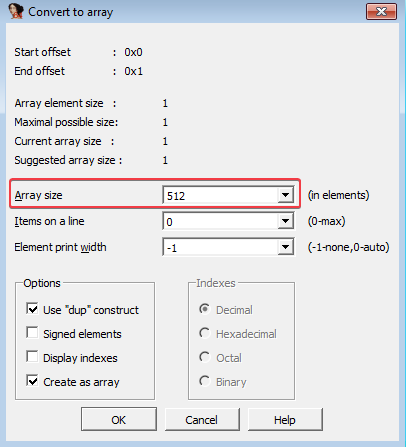 Convert to array
Start offset : 0x0
End offset : 0x1
Array element size : 1
Maximal possible size: 1
Current array size : 1
Suggested array size : 1
Array size 512 (in elements)
Items on a line 0 (0-max)
Element print width -1 (-1-none,0-auto)
Options Indexes
Use "dup" construct Decimal
Signed elements Hexadecimal
Display indexes Octal
Create as array Binary
OK Cancel Help